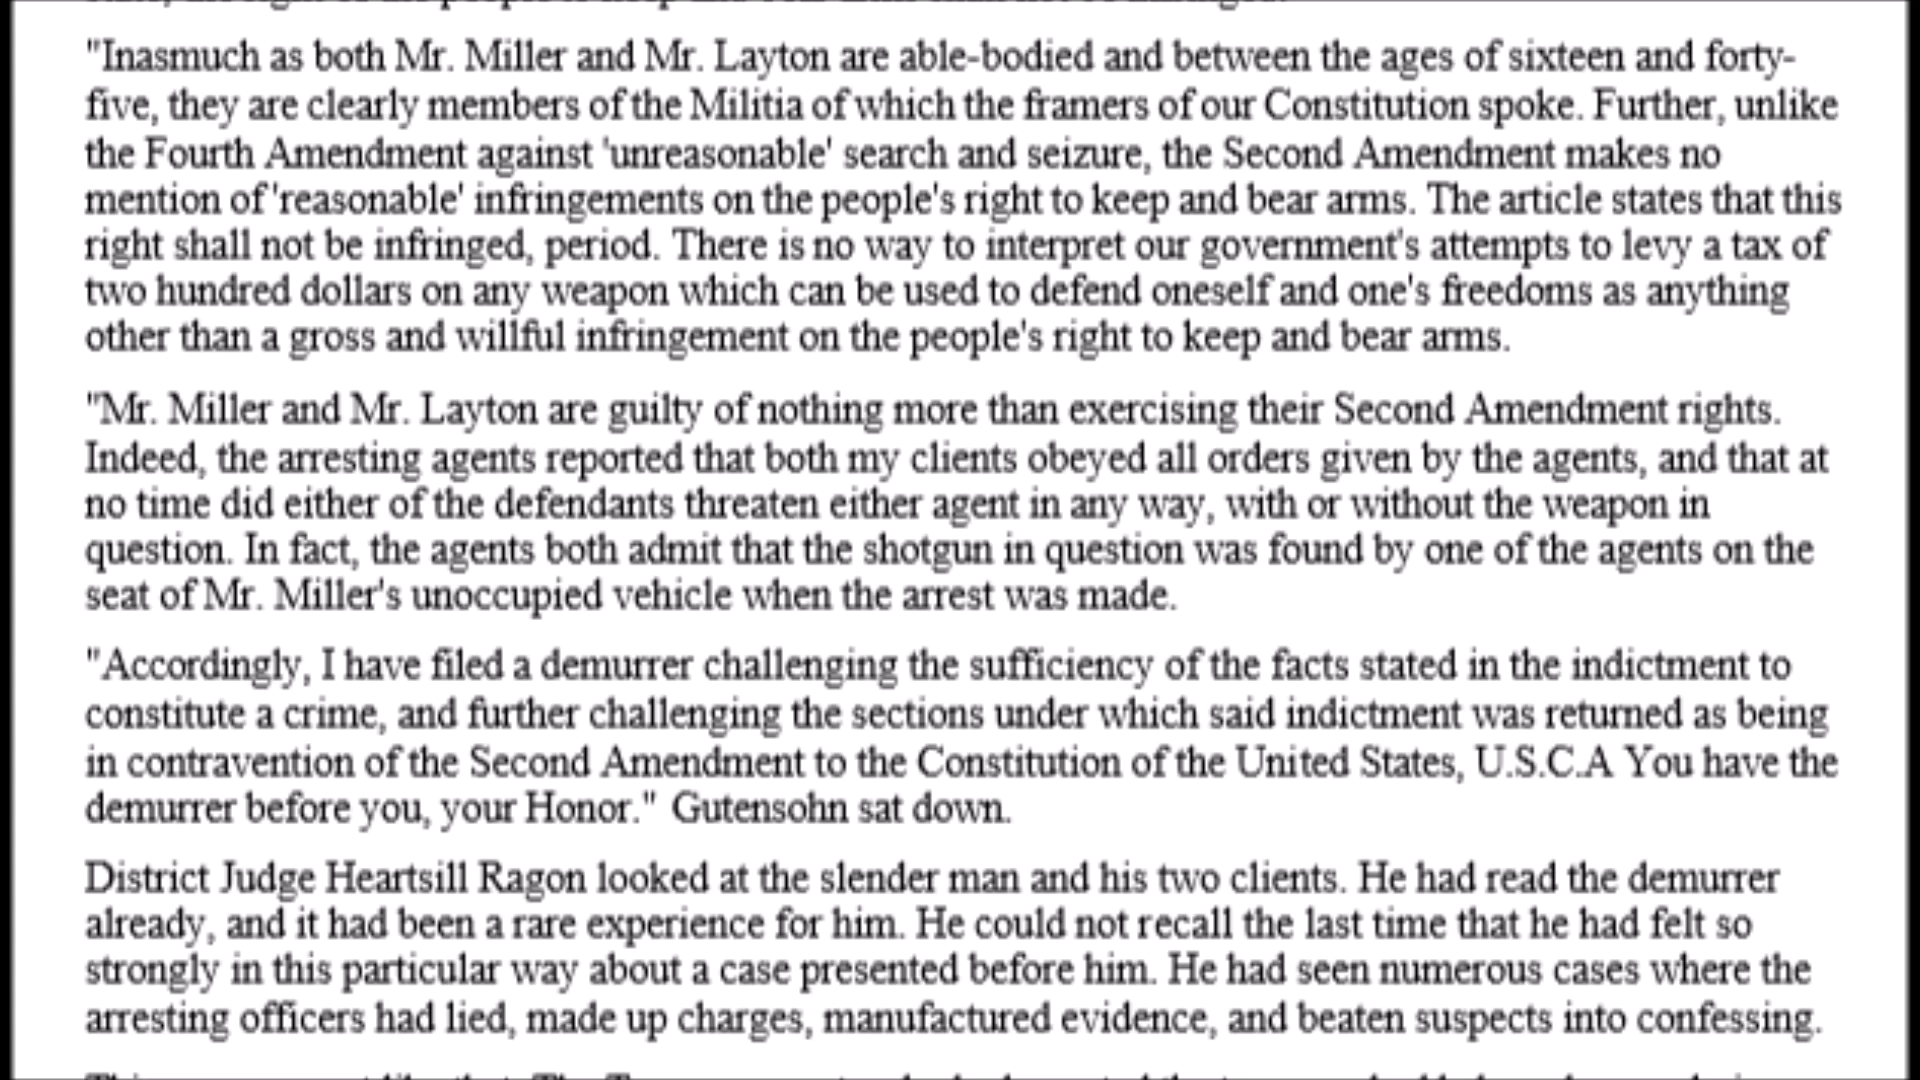 "Inasmuch as both Mr. Miller and Mr. Layton are able-bodied and between the ages of sixteen and forty-
five, they are clearly members of the Militia of which the framers of our Constitution spoke. Further, unlike
the Fourth Amendment against 'unreasonable' search and seizure, the Second Amendment makes no
mention of 'reasonable' infringements on the people's right to keep and bear arms. The article states that this
right shall not be infringed, period. There is no way to interpret our government's attempts to levy a tax of
two hundred dollars on any weapon which can be used to defend oneself and one's freedoms as anything
other than a gross and willful infringement on the people's right to keep and bear arms.
"Mr. Miller and Mr. Layton are guilty of nothing more than exercising their Second Amendment rights.
Indeed, the arresting agents reported that both my clients obeyed all orders given by the agents, and that at
no time did either of the defendants threaten either agent in any way, with or without the weapon in
question. In fact, the agents both admit that the shotgun in question was found by one of the agents on the
seat of Mr. Miller's unoccupied vehicle when the arrest was made.
"Accordingly, I have filed a demurrer challenging the sufficiency of the facts stated in the indictment to
constitute a crime, and further challenging the sections under which said indictment was returned as being
in contravention of the Second Amendment to the Constitution of the United States, U.S.C.A You have the
demurrer before you, your Honor." Gutensohn sat down.
District Judge Heartsill Ragon looked at the slender man and his two clients. He had read the demurrer
already, and it had been a rare experience for him. He could not recall the last time that he had felt so
strongly in this particular way about a case presented before him. He had seen numerous cases where the
arresting officers had lied, made up charges, manufactured evidence, and beaten suspects into confessing.